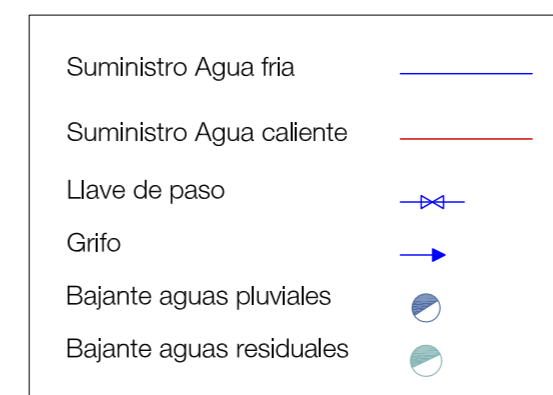 Suministro Agua fria
Suministro Agua caliente
Llave de paso
Grifo
Bajante aguas pluviales
Bajante aguas residuales